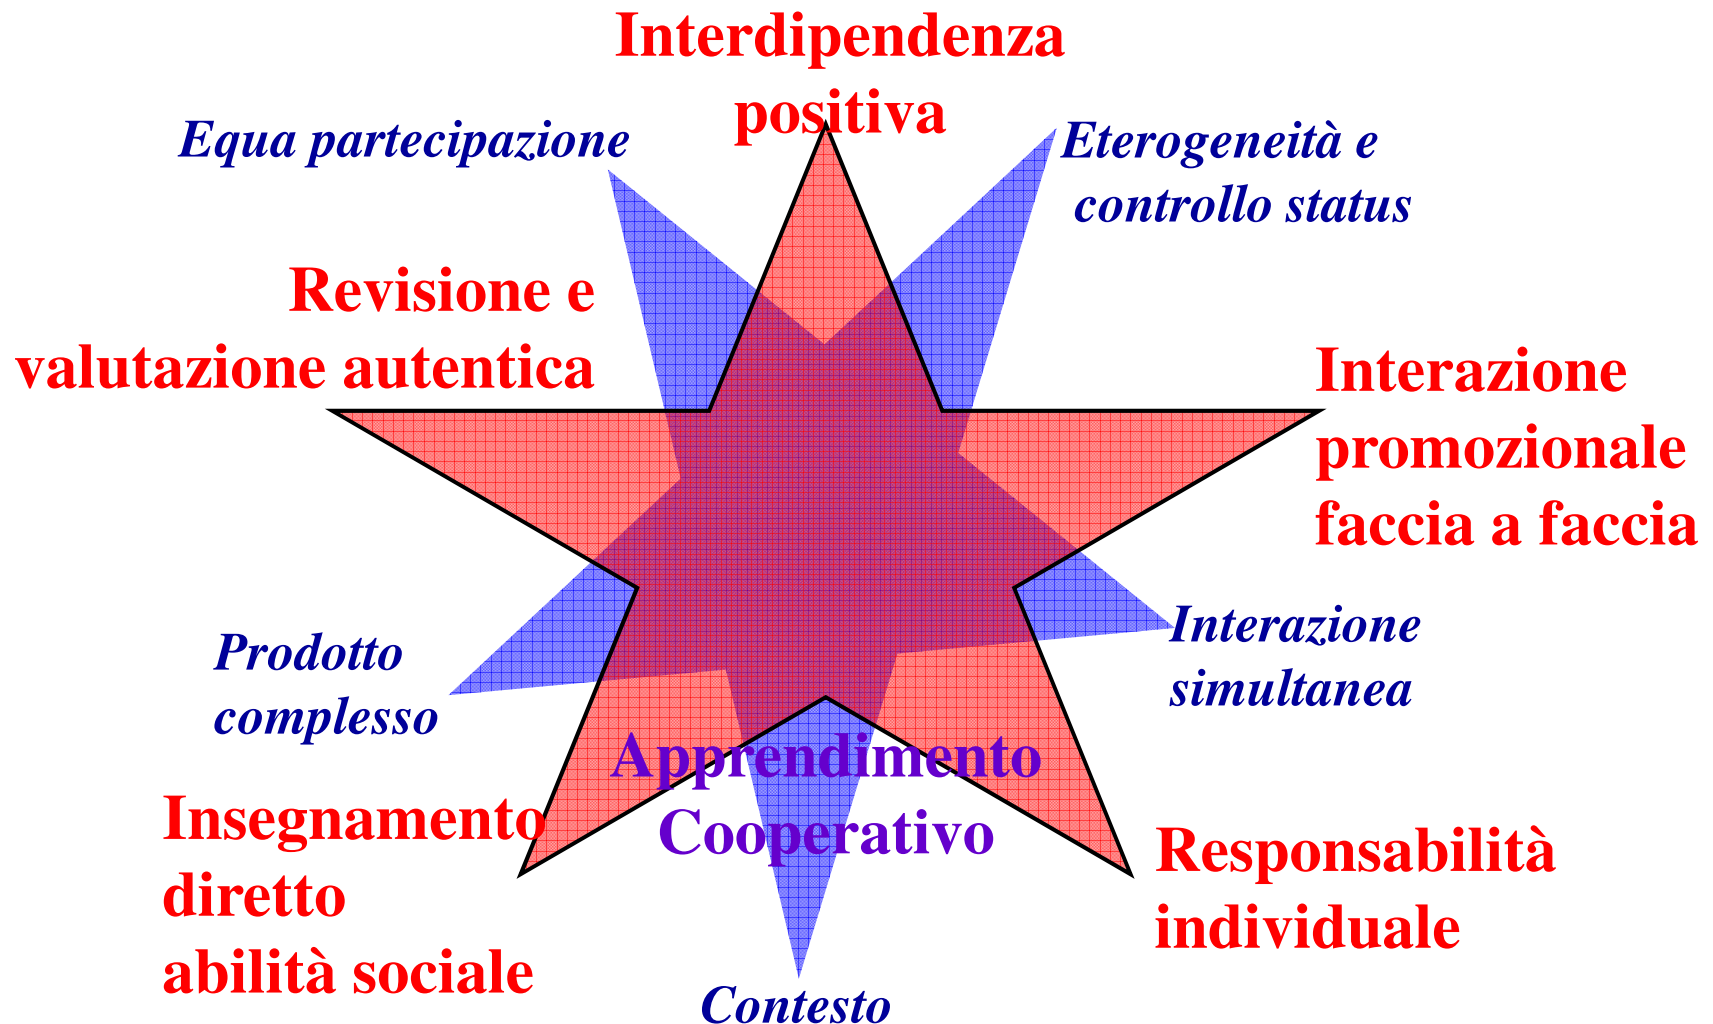 Interdipendenza
positiva
Equa partecipazione
Eterogeneità e
controllo status
Revisione e
valutazione autentica
Interazione
promozionale
faccia a faccia
Interazione
simultanea
Prodotto
complesso
Apprendimento
Cooperativo
Insegnamento
diretto
abilità sociale
Responsabilità
individuale
Contesto